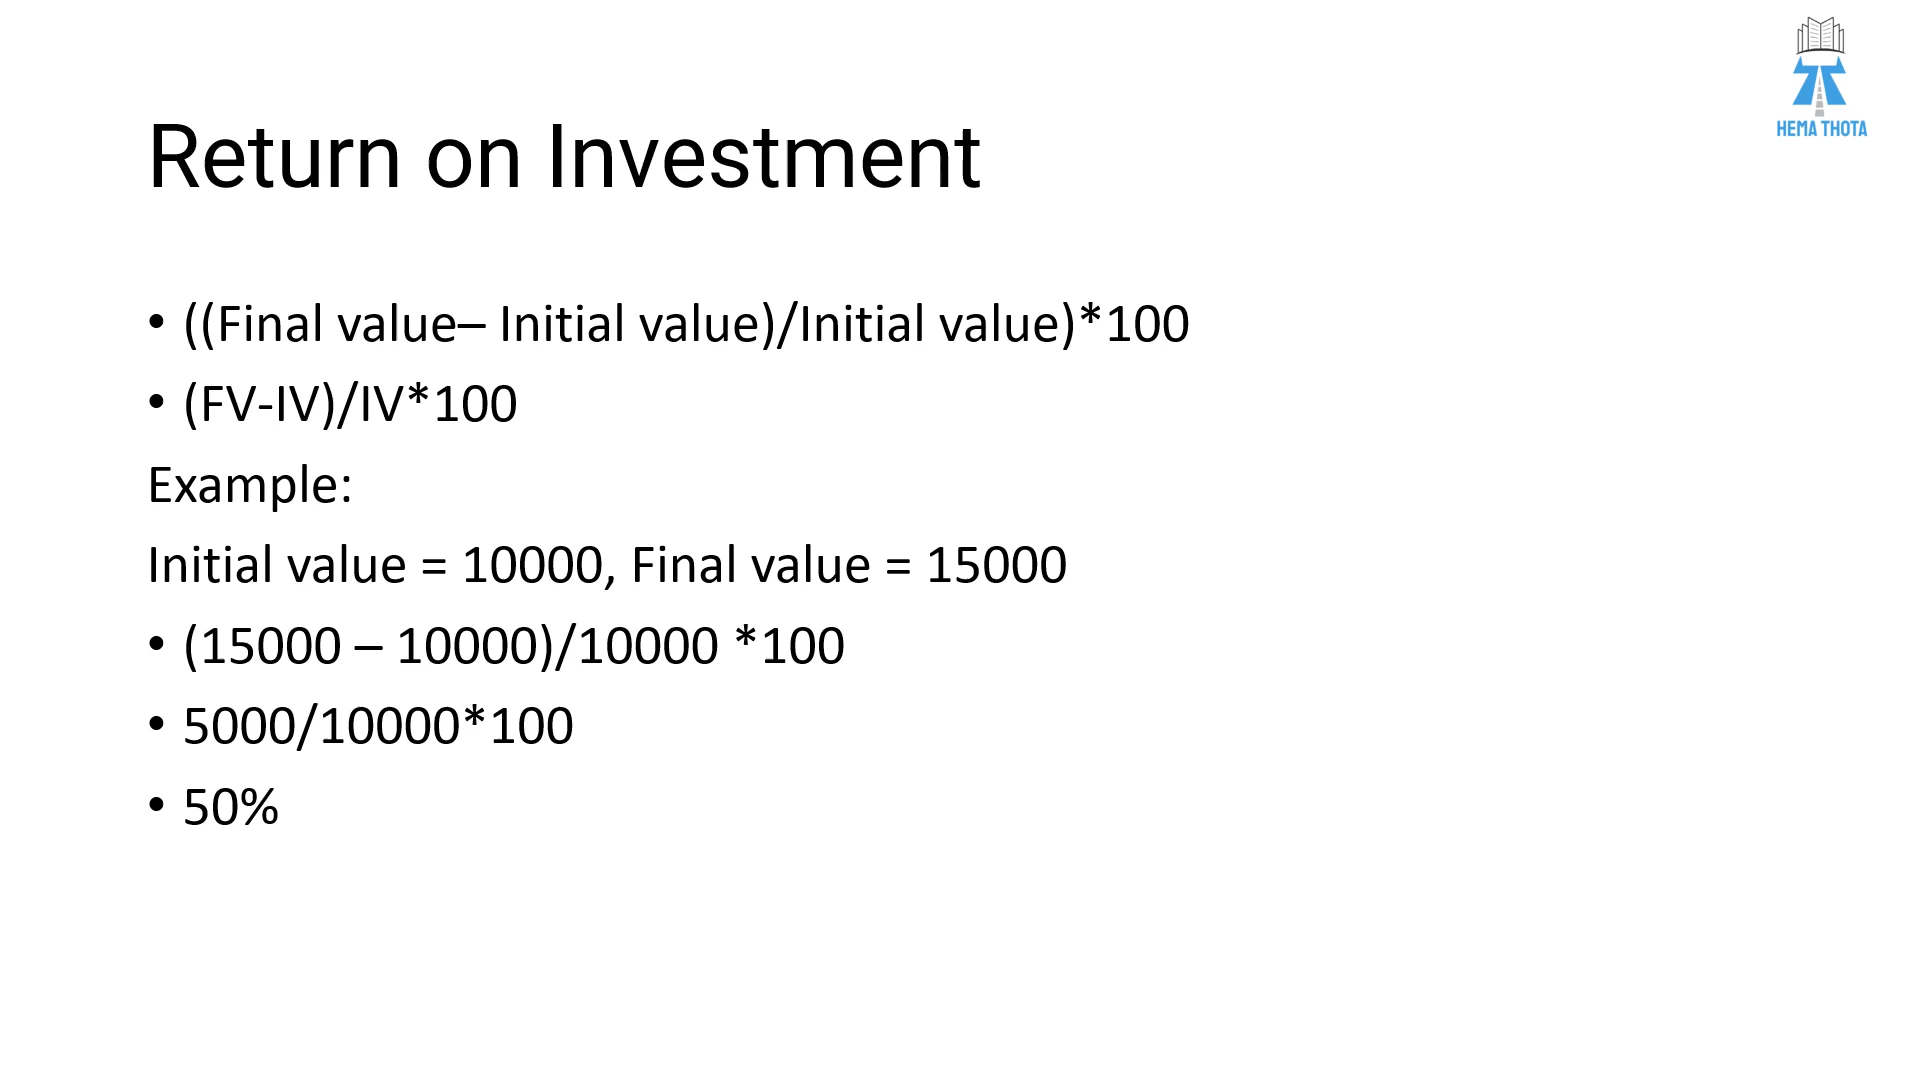 HEMA THOTA
Return on Investment
• ((Final value– Initial value)/Initial value)*100
• (FV-IV)/IV*100
Example:
Initial value = 10000, Final value = 15000
• (15000 – 10000)/10000 *100
• 5000/10000*100
• 50%